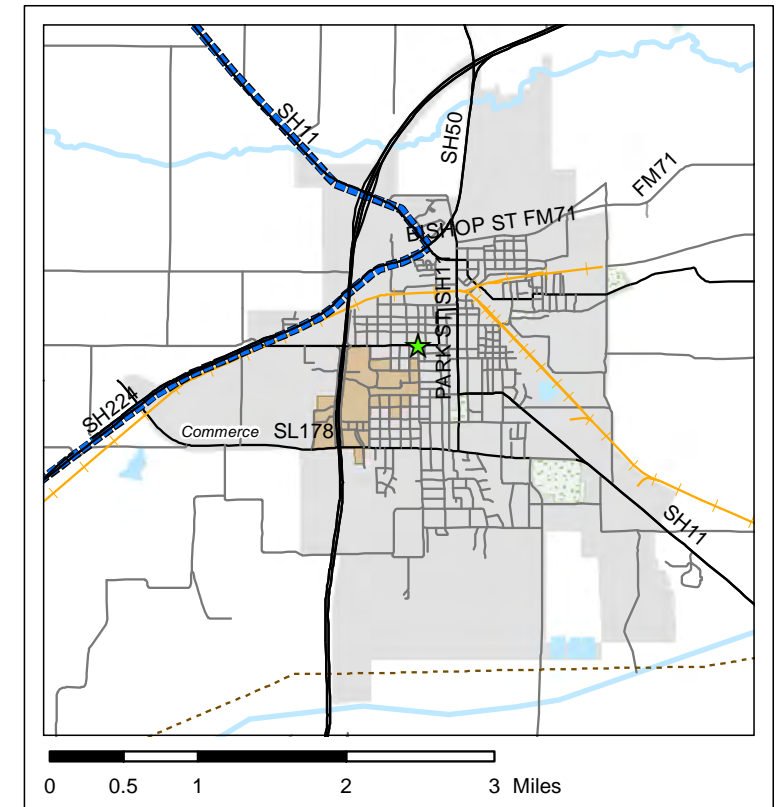 SH11
SH50
FM71
BISHOP ST FM71
PARK ST SH11
SH224
Commerce
SL178
SH11
0 0.5 1 2 3 Miles